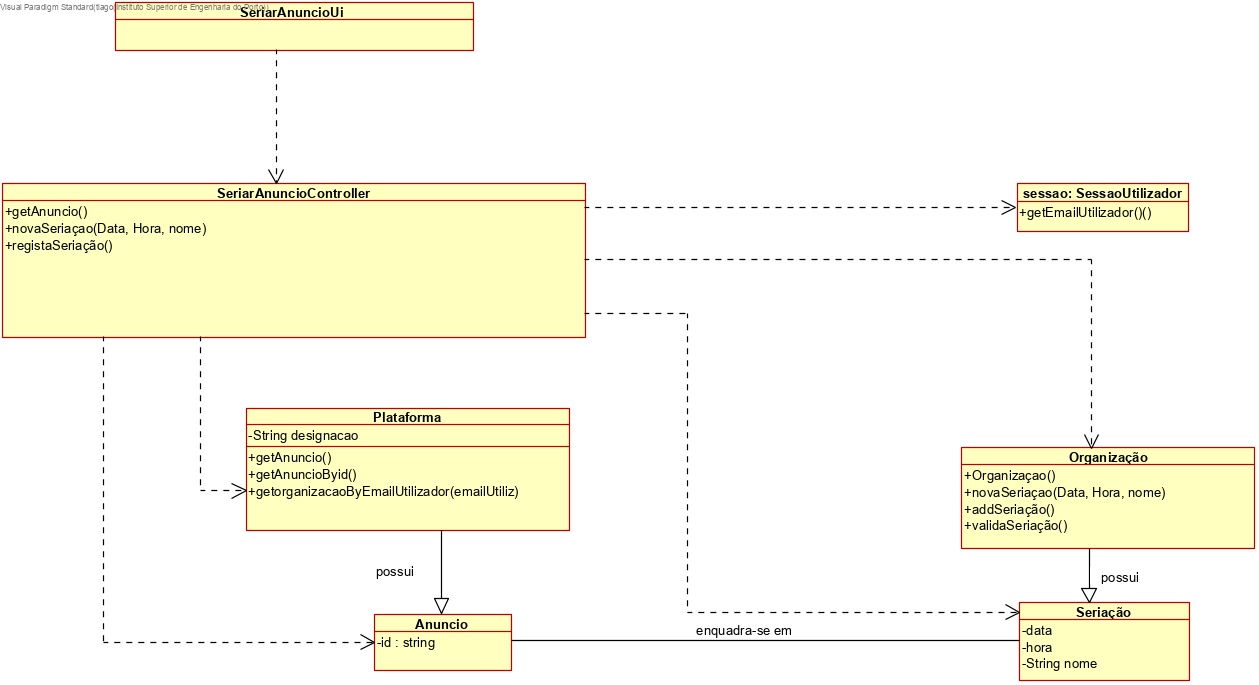 Visual Paradigm Standard(tiago(Instituto Superior de Engenharia do Porto))
SeriarAnuncioUi
SeriarAnuncioController
+getAnuncio()
+novaSeriaçao(Data, Hora, nome)
+registaSeriação()
sessao: SessaoUtilizador
+getEmailUtilizador()()
Plataforma
-String designacao
+getAnuncio()
+getAnuncioByid()
+getorganizacaoByEmailUtilizador(emailUtiliz)
Organização
+Organizaçao()
+novaSeriaçao(Data, Hora, nome)
+addSeriação()
+validaSeriação()
possui
possui
Anuncio
-id : string
enquadra-se em
Seriação
-data
-hora
-String nome